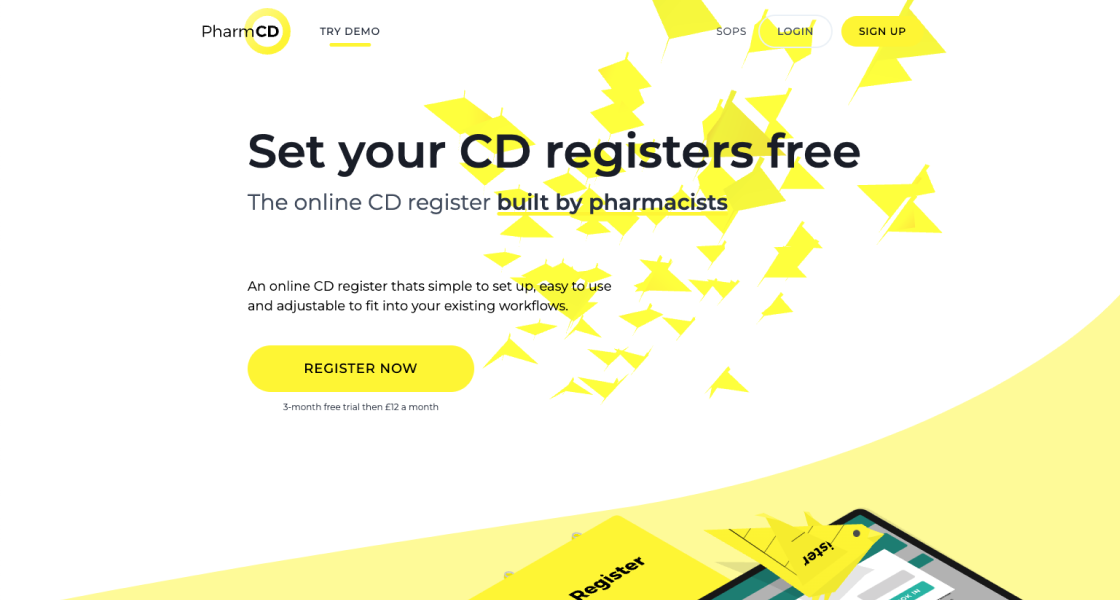 PharmCD
TRY DEMO
SOPS
LOGIN
SIGN UP
Set your CD registers free
The online CD register built by pharmacists
An online CD register thats simple to set up, easy to use
and adjustable to fit into your existing workflows.
REGISTER NOW
3-month free trial then £12 a month
Register
ister